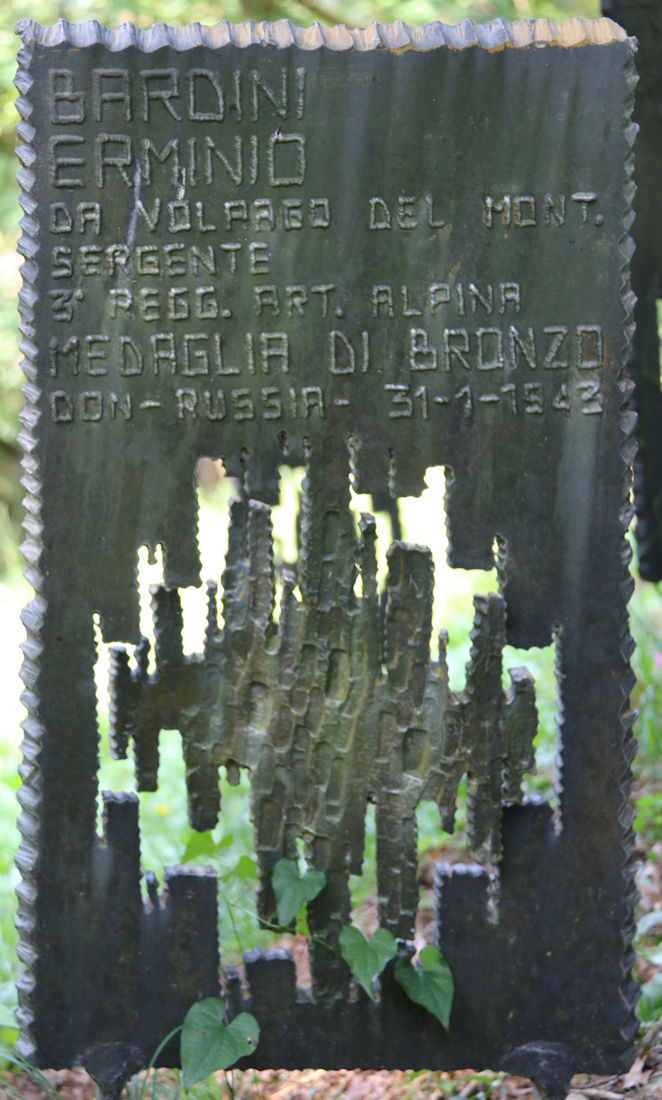 BARDINI
ERMINIO
DA VOLPAGO DEL MONT.
SERGENTE
3° REGG. ART. ALPINA
MEDAGLIA DI BRONZO
DON - RUSSIA - 31-1-1943